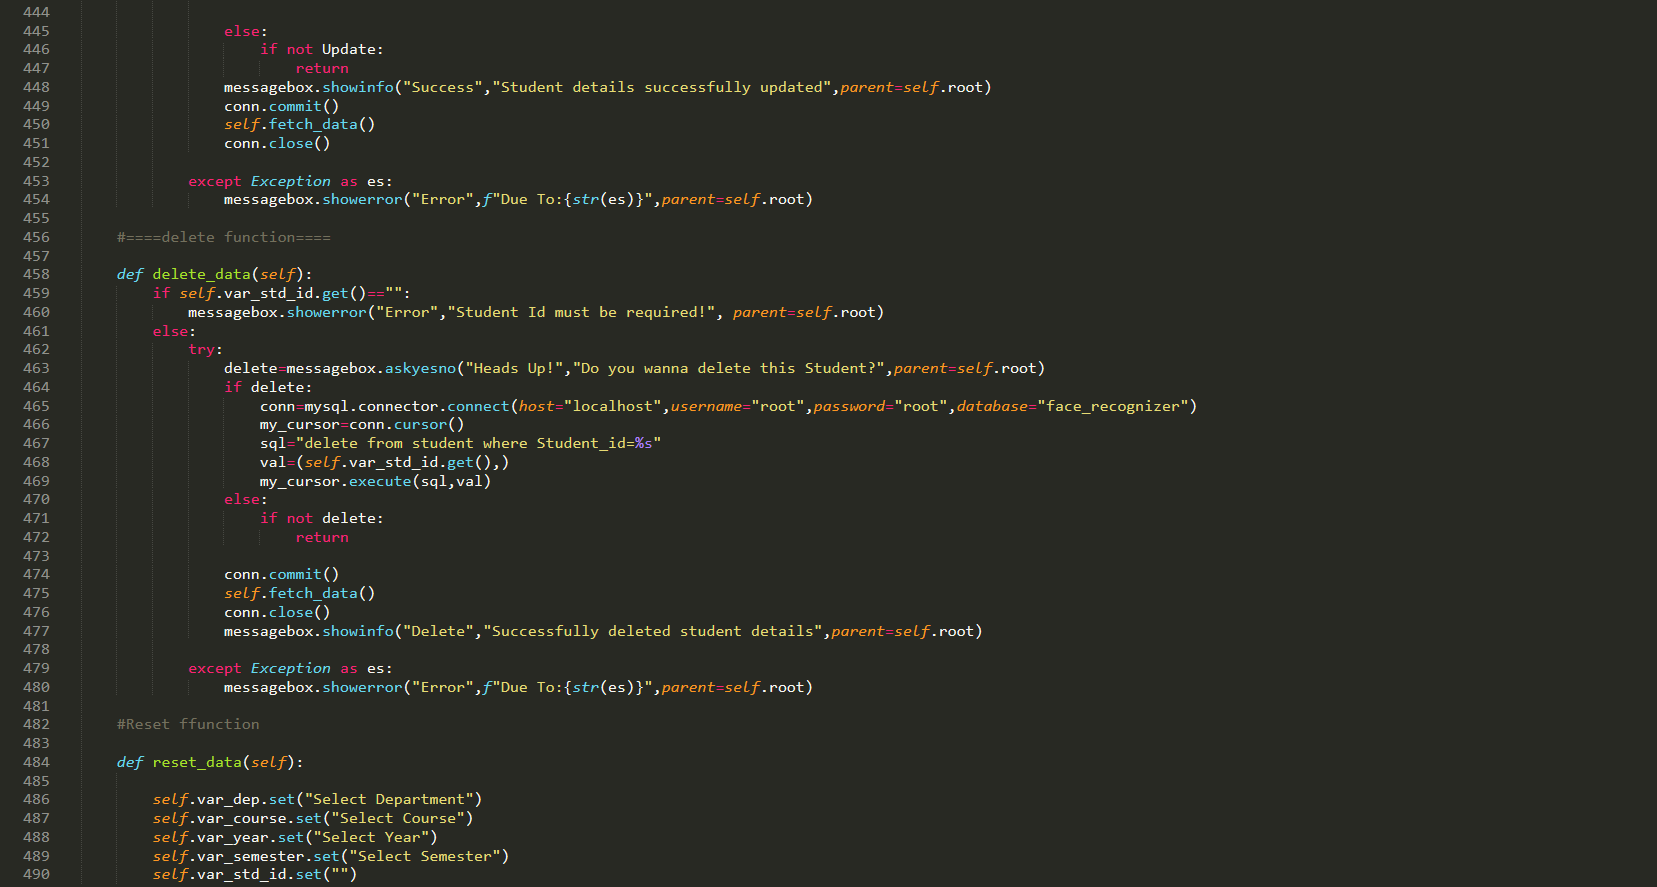 444
445 else:
446 if not Update:
447 return
448 messagebox.showinfo("Success","Student details successfully updated",parent=self.root)
449 conn.commit()
450 self.fetch_data()
451 conn.close()
452
453 except Exception as es:
454 messagebox.showerror("Error",f"Due To:{str(es)}",parent=self.root)
455
456 #====delete function====
457
458 def delete_data(self):
459 if self.var_std_id.get()=="":
460 messagebox.showerror("Error","Student Id must be required!", parent=self.root)
461 else:
462 try:
463 delete=messagebox.askyesno("Heads Up!","Do you wanna delete this Student?",parent=self.root)
464 if delete:
465 conn=mysql.connector.connect(host="localhost",username="root",password="root",database="face_recognizer")
466 my_cursor=conn.cursor()
467 sql="delete from student where Student_id=%s"
468 val=(self.var_std_id.get(),)
469 my_cursor.execute(sql,val)
470 else:
471 if not delete:
472 return
473
474 conn.commit()
475 self.fetch_data()
476 conn.close()
477 messagebox.showinfo("Delete","Successfully deleted student details",parent=self.root)
478
479 except Exception as es:
480 messagebox.showerror("Error",f"Due To:{str(es)}",parent=self.root)
481
482 #Reset ffunction
483
484 def reset_data(self):
485
486 self.var_dep.set("Select Department")
487 self.var_course.set("Select Course")
488 self.var_year.set("Select Year")
489 self.var_semester.set("Select Semester")
490 self.var_std_id.set("")